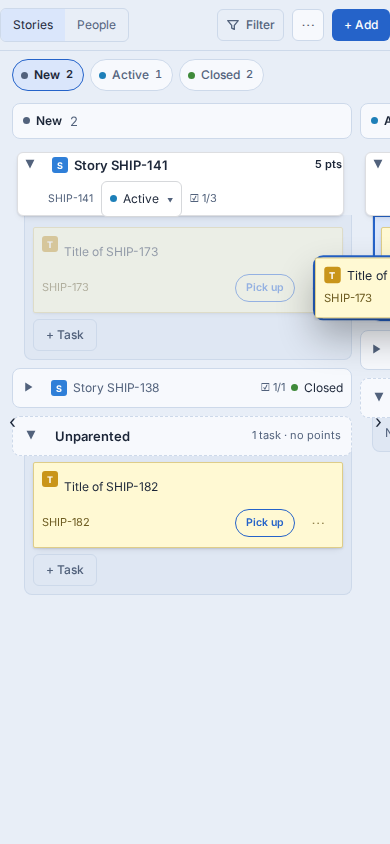 Stories People Filter ··· + Add
New 2 Active 1 Closed 2
New 2
S Story SHIP-141 5 pts
SHIP-141 Active 1/3
T Title of SHIP-173
SHIP-173 Pick up
T Title of
SHIP-173
+ Task
S Story SHIP-138 1/1 Closed
Unparented 1 task · no points
T Title of SHIP-182
SHIP-182 Pick up ···
+ Task